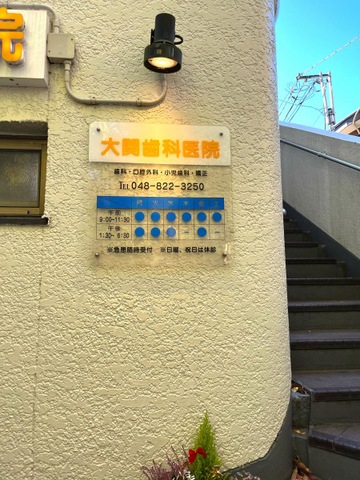 院
大関歯科医院
歯科・口腔外科・小児歯科・矯正
TEL 048-822-3250
月 火 水 木 金 土
午前 9:00~11:30 ● ● ● ● ● ●
午後 1:30~6:30 ● ● ● − ● −
※急患随時受付 ※日曜、祝日は休診